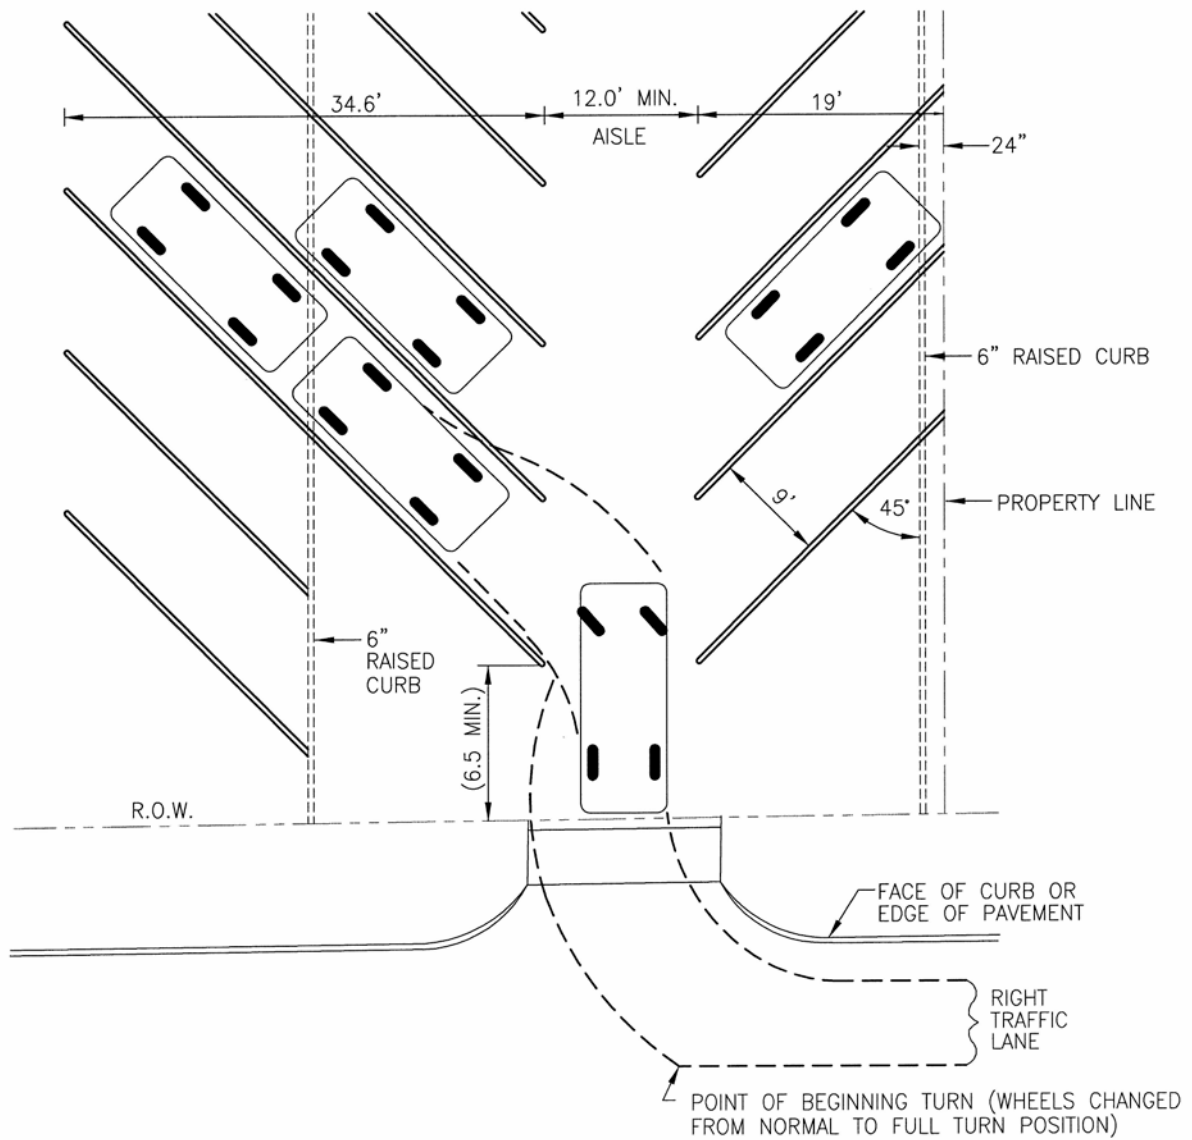 34.6'
12.0' MIN.
AISLE
19'
24"
6" RAISED CURB
9'
45°
PROPERTY LINE
6"
RAISED
CURB
(6.5 MIN.)
R.O.W.
FACE OF CURB OR
EDGE OF PAVEMENT
RIGHT
TRAFFIC
LANE
POINT OF BEGINNING TURN (WHEELS CHANGED
FROM NORMAL TO FULL TURN POSITION)